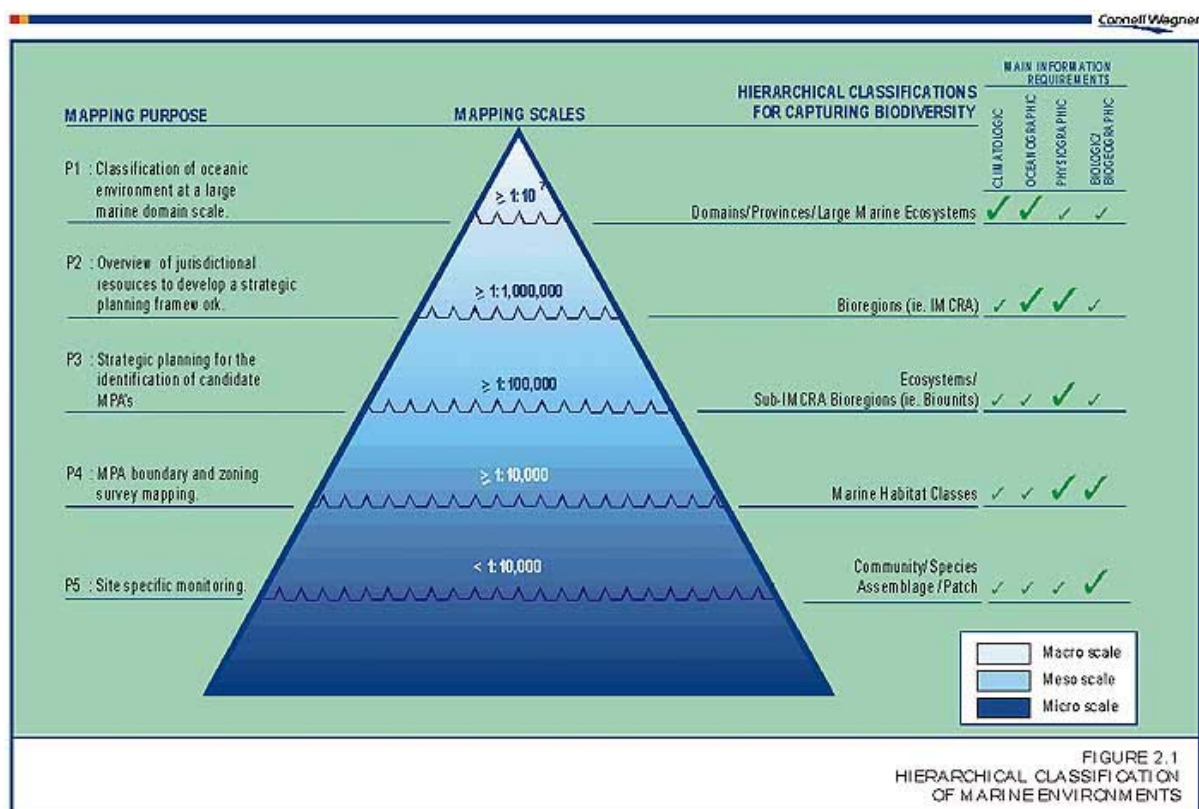 Connell Wagner
MAPPING PURPOSE
MAPPING SCALES
HIERARCHICAL CLASSIFICATIONS
FOR CAPTURING BIODIVERSITY
MAIN INFORMATION
REQUIREMENTS
CLIMATOLOGIC
OCEANOGRAPHIC
PHYSIOGRAPHIC
BIOLOGIC/
BIOGEOGRAPHIC
P1 : Classification of oceanic
environment at a large
marine domain scale.
≥ 1:10⁷
Domains/Provinces/Large Marine Ecosystems
✓ ✓ ✓ ✓
P2 : Overview of jurisdictional
resources to develop a strategic
planning framew ork.
≥ 1:1,000,000
Bioregions (ie. IM CRA)
✓ ✓ ✓ ✓
P3 : Strategic planning for the
identification of candidate
MPA's
≥ 1:100,000
Ecosystems/
Sub-IMCRA Bioregions (ie. Biounits)
✓ ✓ ✓ ✓
P4 : MPA boundary and zoning
survey mapping.
≥ 1:10,000
Marine Habitat Classes
✓ ✓ ✓ ✓
P5 : Site specific monitoring.
< 1:10,000
Community/Species
Assemblage/Patch
✓ ✓ ✓ ✓
Macro scale
Meso scale
Micro scale
FIGURE 2.1
HIERARCHICAL CLASSIFICATION
OF MARINE ENVIRONMENTS